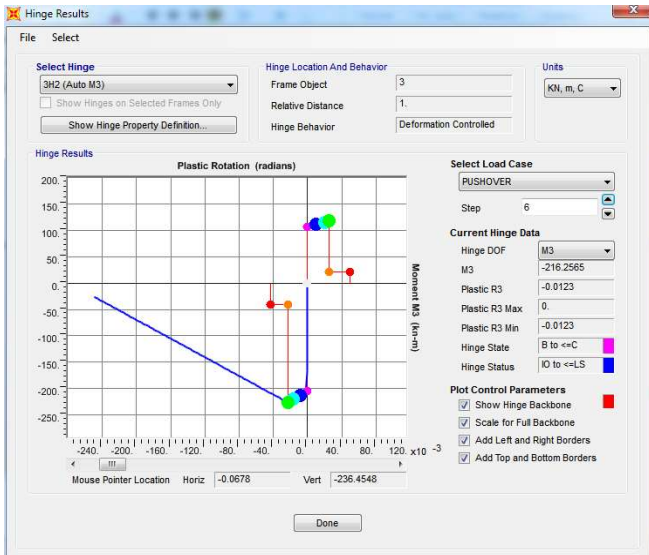 Hinge Results
File Select
Select Hinge
3H2 (Auto M3)
Show Hinges on Selected Frames Only
Show Hinge Property Definition...
Hinge Location And Behavior
Frame Object 3
Relative Distance 1.
Hinge Behavior Deformation Controlled
Units
KN, m, C
Hinge Results
Plastic Rotation (radians)
200.
150.
100.
50.
0.
-50.
-100.
-150.
-200.
-250.
Moment M3 (kn-m)
-240. -200. -160. -120. -80. -40. 0. 40. 80. 120. x10 -3
Mouse Pointer Location Horiz -0.0678 Vert -236.4548
Select Load Case
PUSHOVER
Step 6
Current Hinge Data
Hinge DOF M3
M3 -216.2565
Plastic R3 -0.0123
Plastic R3 Max 0.
Plastic R3 Min -0.0123
Hinge State B to <=C
Hinge Status IO to <=LS
Plot Control Parameters
Show Hinge Backbone
Scale for Full Backbone
Add Left and Right Borders
Add Top and Bottom Borders
Done